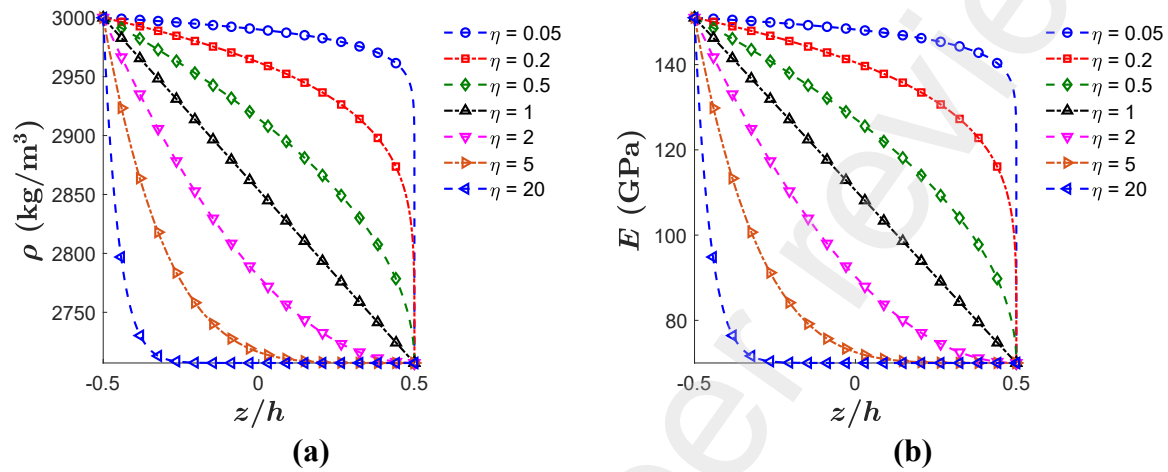 3000
2950
2900
2850
2800
2750
ρ (kg/m³)
-0.5
0
0.5
z/h
η = 0.05
η = 0.2
η = 0.5
η = 1
η = 2
η = 5
η = 20
(a)
140
120
100
80
E (GPa)
-0.5
0
0.5
z/h
η = 0.05
η = 0.2
η = 0.5
η = 1
η = 2
η = 5
η = 20
(b)
er review